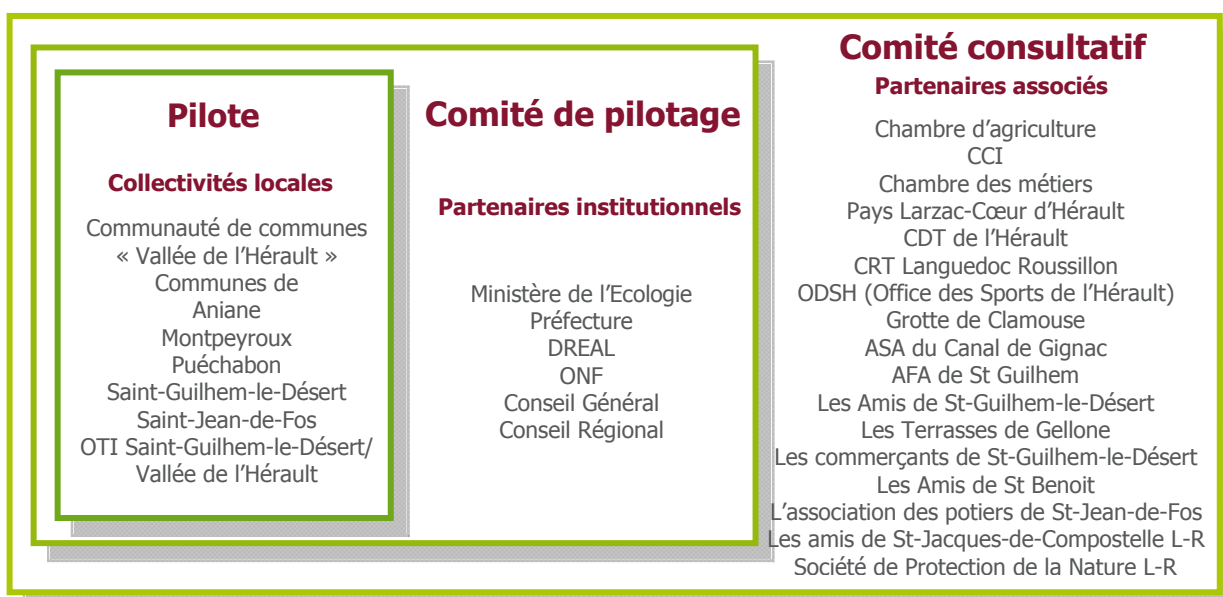 Pilote
Collectivités locales
Communauté de communes
« Vallée de l'Hérault »
Communes de
Aniane
Montpeyroux
Puéchabon
Saint-Guilhem-le-Désert
Saint-Jean-de-Fos
OTI Saint-Guilhem-le-Désert/
Vallée de l'Hérault
Comité de pilotage
Partenaires institutionnels
Ministère de l'Ecologie
Préfecture
DREAL
ONF
Conseil Général
Conseil Régional
Comité consultatif
Partenaires associés
Chambre d'agriculture
CCI
Chambre des métiers
Pays Larzac-Cœur d'Hérault
CDT de l'Hérault
CRT Languedoc Roussillon
ODSH (Office des Sports de l'Hérault)
Grotte de Clamouse
ASA du Canal de Gignac
AFA de St Guilhem
Les Amis de St-Guilhem-le-Désert
Les Terrasses de Gellone
Les commerçants de St-Guilhem-le-Désert
Les Amis de St Benoit
L'association des potiers de St-Jean-de-Fos
Les amis de St-Jacques-de-Compostelle L-R
Société de Protection de la Nature L-R